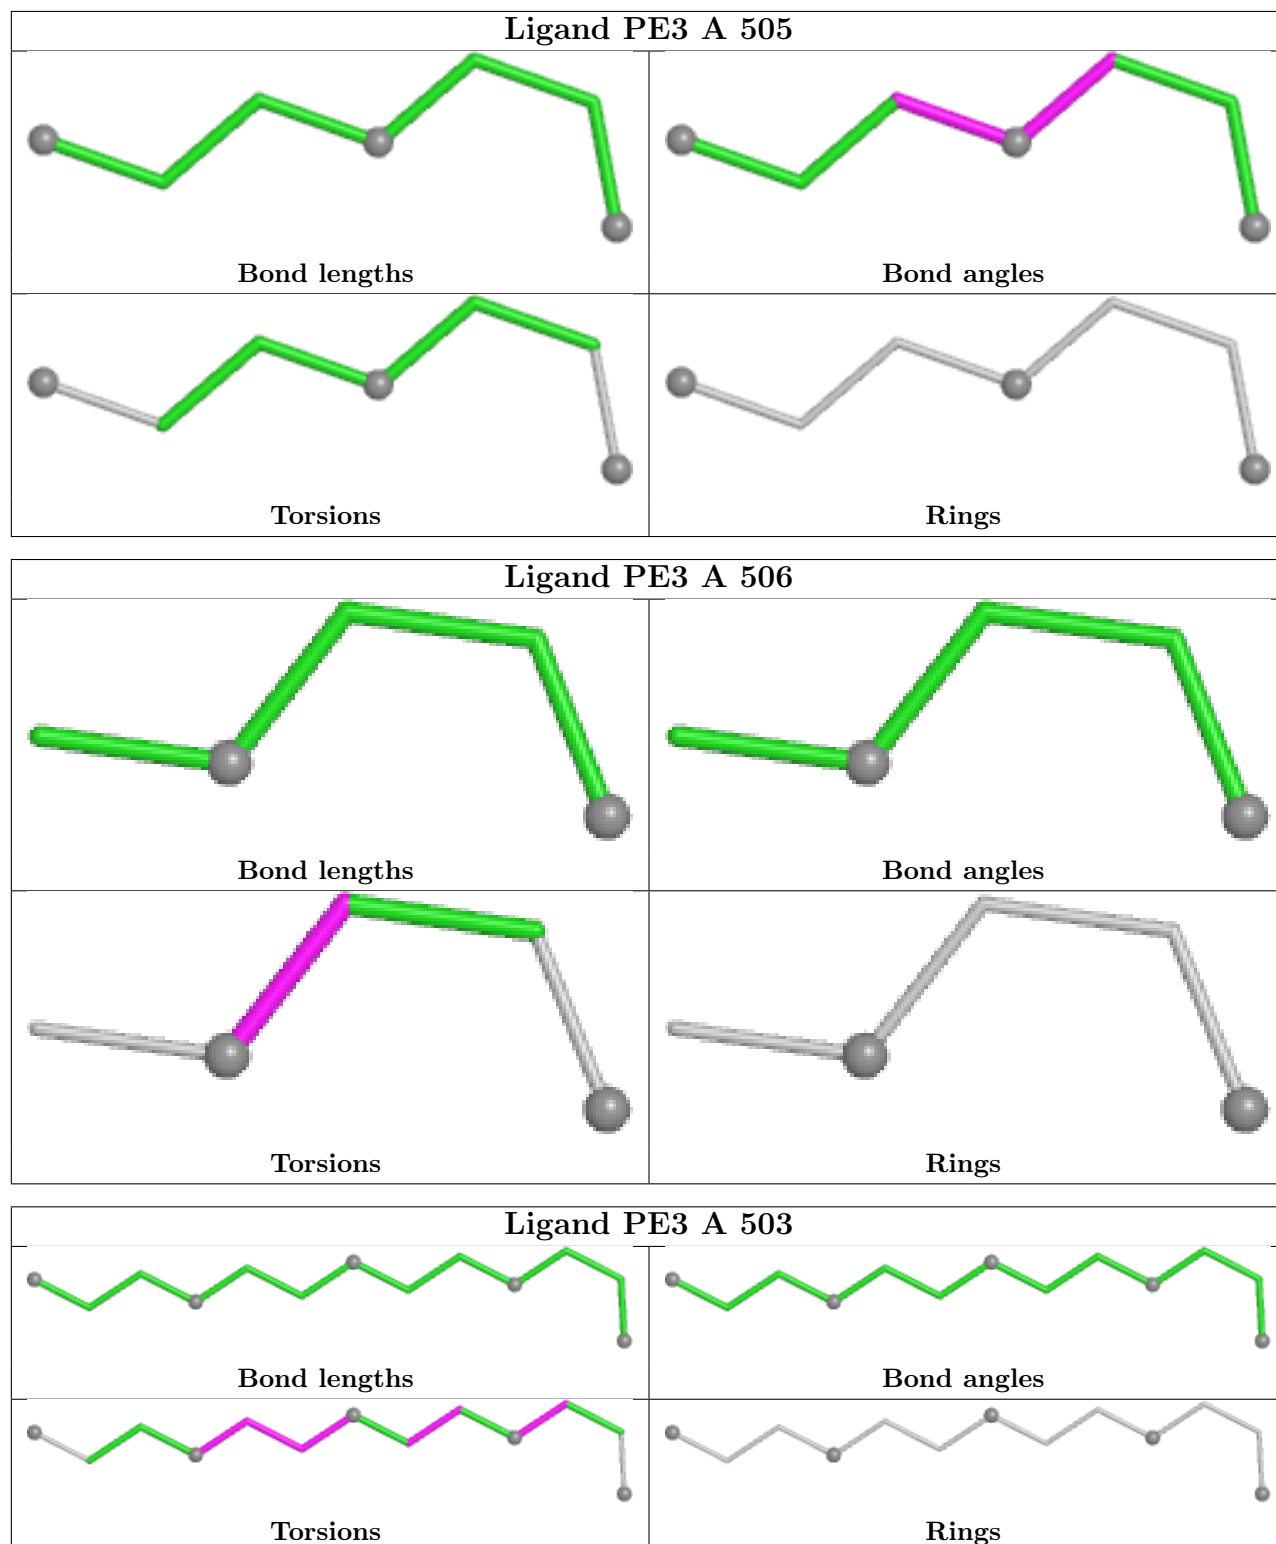 Ligand PE3 A 505
Bond lengths
Bond angles
Torsions
Rings
Ligand PE3 A 506
Bond lengths
Bond angles
Torsions
Rings
Ligand PE3 A 503
Bond lengths
Bond angles
Torsions
Rings